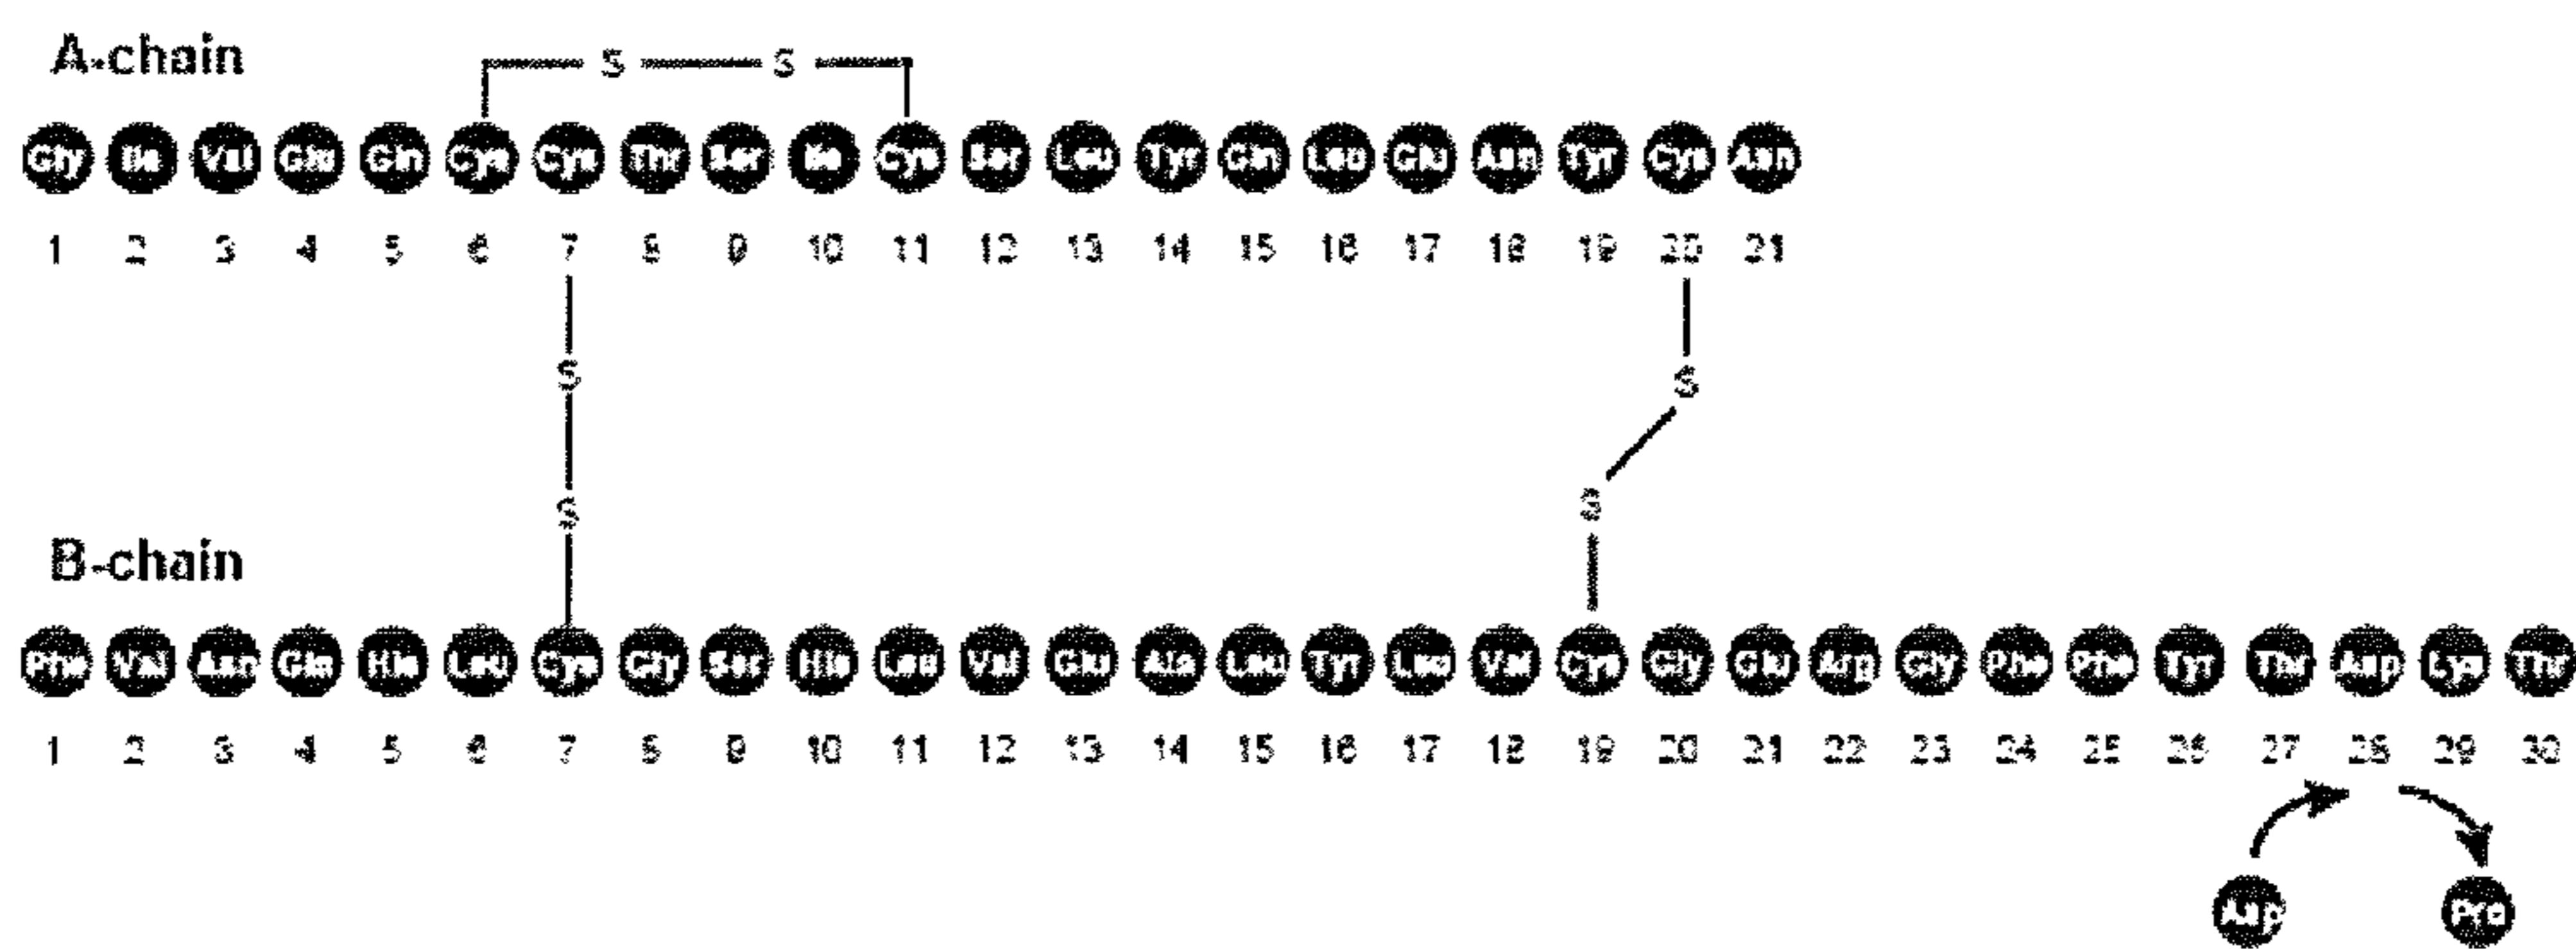 A-chain
S S
Gly Ile Val Glu Gln Cys Cys Thr Ser Ile Cys Ser Leu Tyr Gln Leu Glu Asn Tyr Cys Asn
1 2 3 4 5 6 7 8 9 10 11 12 13 14 15 16 17 18 19 20 21
S S
S S
B-chain
Phe Val Asn Gln His Leu Cys Gly Ser His Leu Val Glu Ala Leu Tyr Leu Val Cys Gly Glu Arg Gly Phe Phe Tyr Thr Asp Lys Thr
1 2 3 4 5 6 7 8 9 10 11 12 13 14 15 16 17 18 19 20 21 22 23 24 25 26 27 28 29 30
Asp Pro